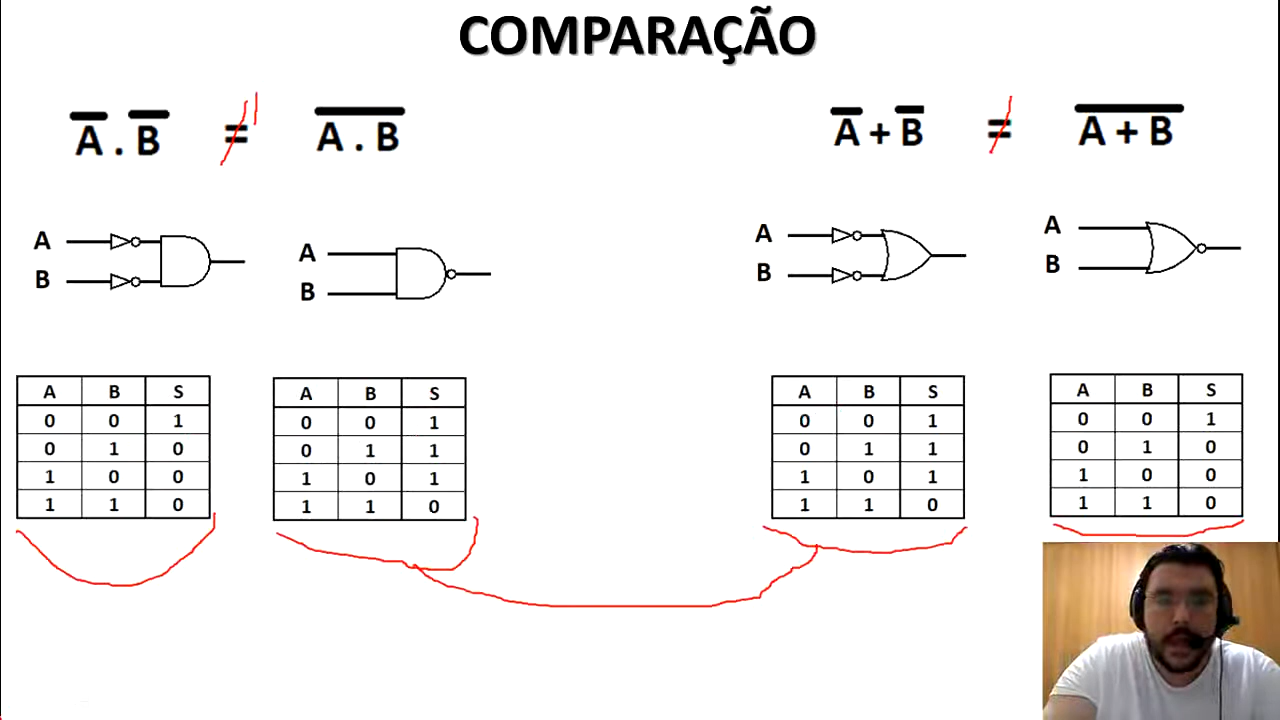 COMPARAÇÃO
A̅ . B̅ ≠ A̅ ̅.̅ ̅B̅
A̅ + B̅ ≠ A̅ ̅+̅ ̅B̅
A
B
A
B
A
B
A
B
A B S
0 0 1
0 1 0
1 0 0
1 1 0
A B S
0 0 1
0 1 1
1 0 1
1 1 0
A B S
0 0 1
0 1 1
1 0 1
1 1 0
A B S
0 0 1
0 1 0
1 0 0
1 1 0